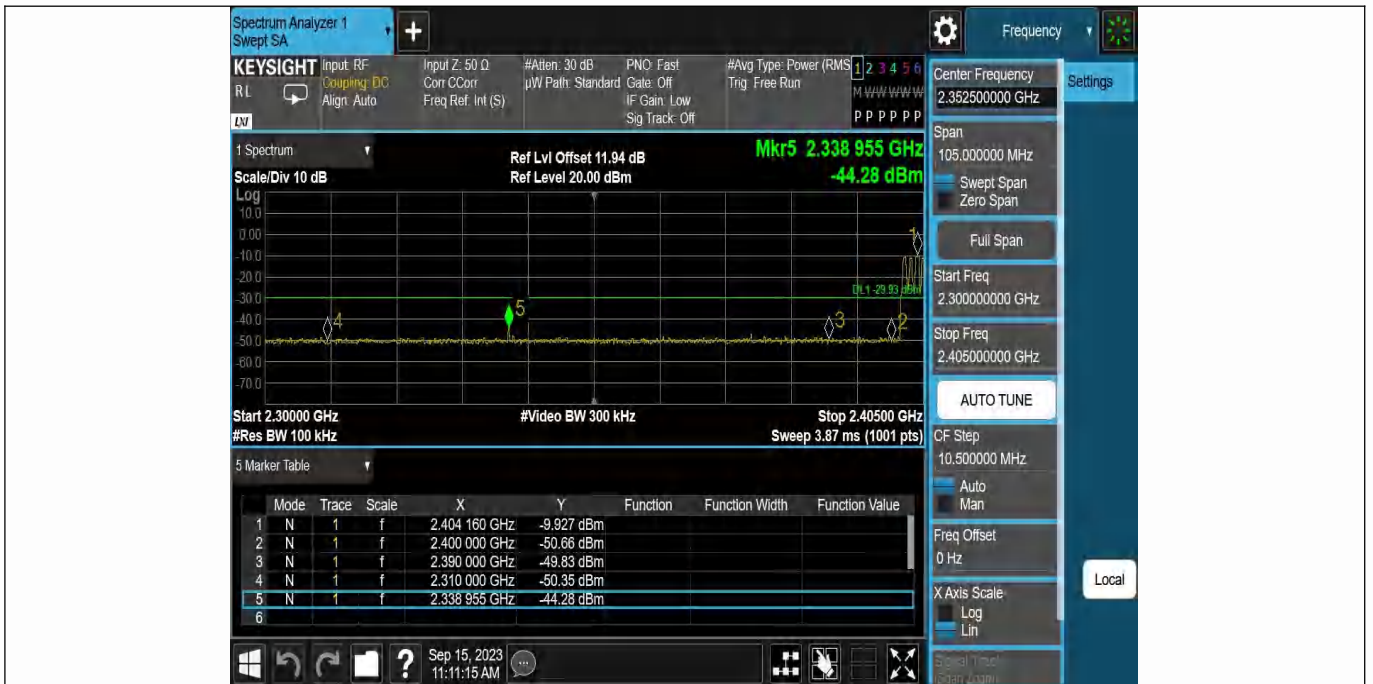 Spectrum Analyzer 1
Swept SA
+
Frequency
KEYSIGHT
R L
LXI
Input: RF
Coupling: DC
Align: Auto
Input Z: 50 Ω
Corr CCorr
Freq Ref: Int (S)
#Atten: 30 dB
µW Path: Standard
PNO: Fast
Gate: Off
IF Gain: Low
Sig Track: Off
#Avg Type: Power (RMS
Trig: Free Run
1 2 3 4 5 6
M W W W W W
P P P P P P
1 Spectrum
Scale/Div 10 dB
Ref Lvl Offset 11.94 dB
Ref Level 20.00 dBm
Mkr5 2.338 955 GHz
-44.28 dBm
Log
10.0
0.00
-10.0
-20.0
-30.0
-40.0
-50.0
-60.0
-70.0
1
DL1 -29.93 dBm
4
5
3
2
Start 2.30000 GHz
#Video BW 300 kHz
Stop 2.40500 GHz
#Res BW 100 kHz
Sweep 3.87 ms (1001 pts)
5 Marker Table
Mode Trace Scale X Y Function Function Width Function Value
1 N 1 f 2.404 160 GHz -9.927 dBm
2 N 1 f 2.400 000 GHz -50.66 dBm
3 N 1 f 2.390 000 GHz -49.83 dBm
4 N 1 f 2.310 000 GHz -50.35 dBm
5 N 1 f 2.338 955 GHz -44.28 dBm
6
Sep 15, 2023
11:11:15 AM
Center Frequency
2.352500000 GHz
Settings
Span
105.000000 MHz
Swept Span
Zero Span
Full Span
Start Freq
2.300000000 GHz
Stop Freq
2.405000000 GHz
AUTO TUNE
CF Step
10.500000 MHz
Auto
Man
Freq Offset
0 Hz
X Axis Scale
Log
Lin
Local
Signal Track
(Span Zoom)